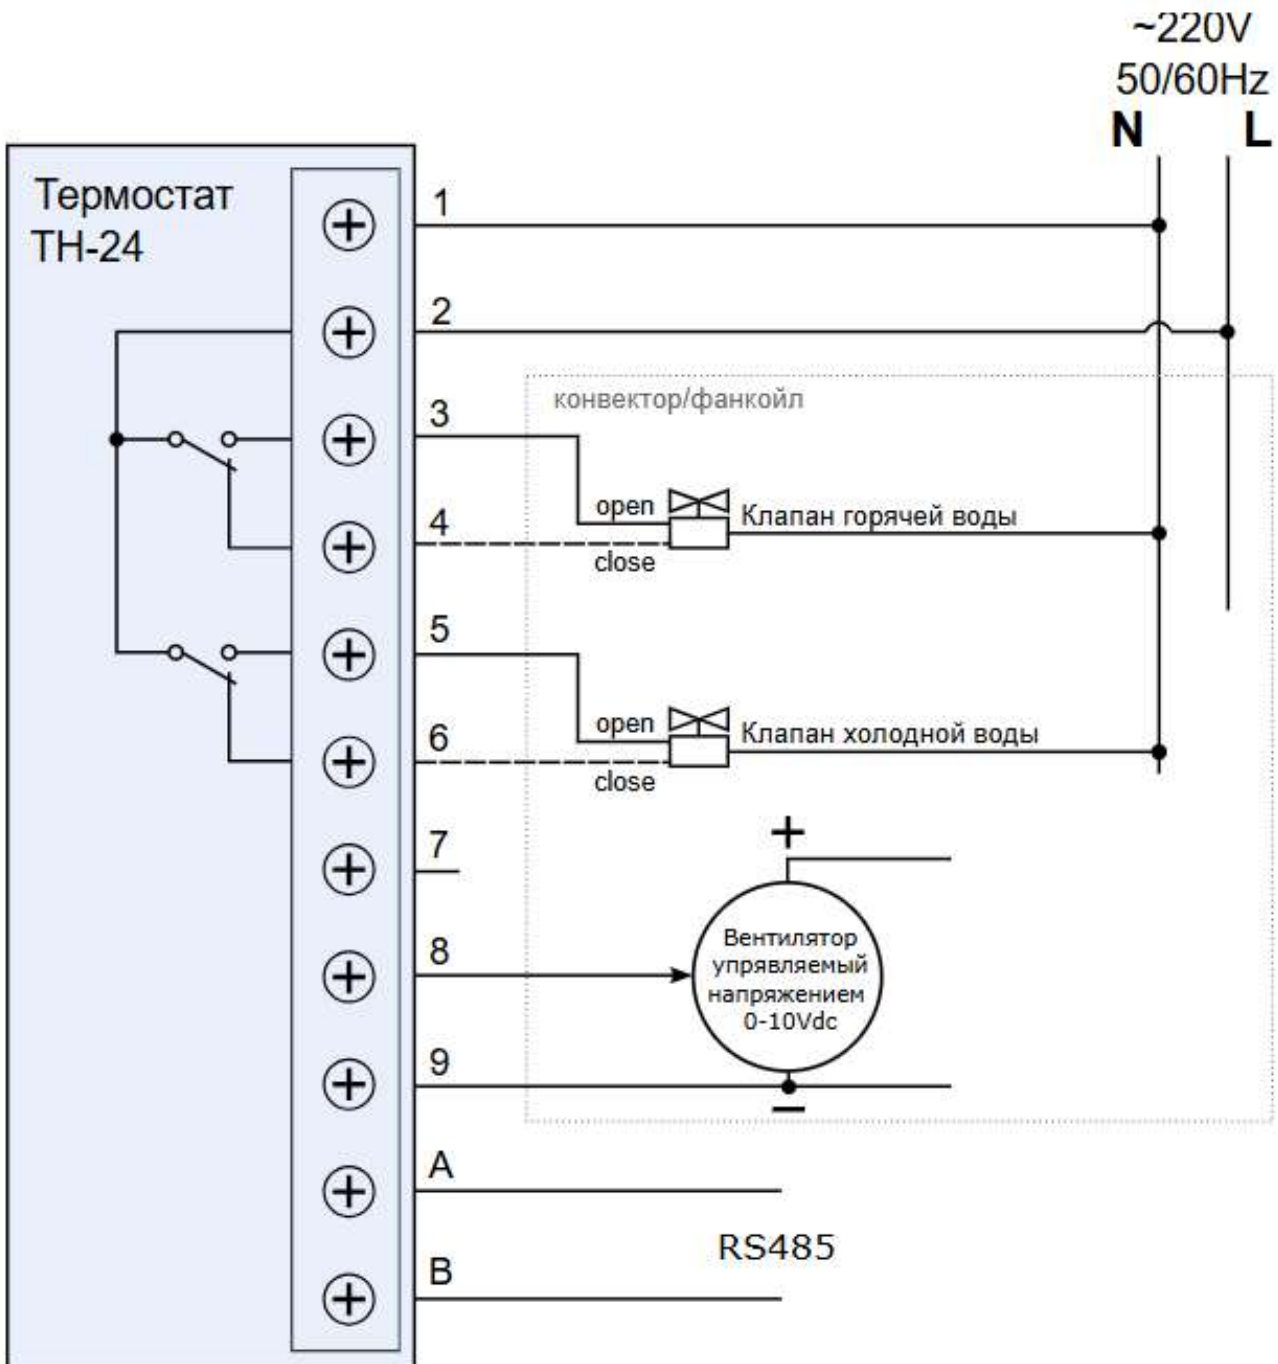 ~220V
50/60Hz
N L
Термостат
TH-24
1
2
3
конвектор/фанкойл
open
Клапан горячей воды
4
close
5
open
Клапан холодной воды
6
close
7
+
8
Вентилятор
упрявляемый
напряжением
0-10Vdc
9
−
A
RS485
B